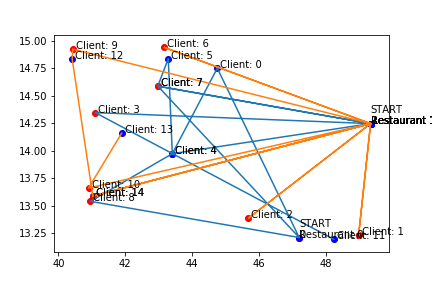 15.00
14.75
14.50
14.25
14.00
13.75
13.50
13.25
40
42
44
46
48
Client: 9
Client: 6
Client: 12
Client: 5
Client: 0
Client: 7
Client: 3
START
Restaurant
Client: 13
Client: 4
Client: 10
Client: 14
Client: 8
Client: 2
START
Restaurant
Client: 1
Client: 11